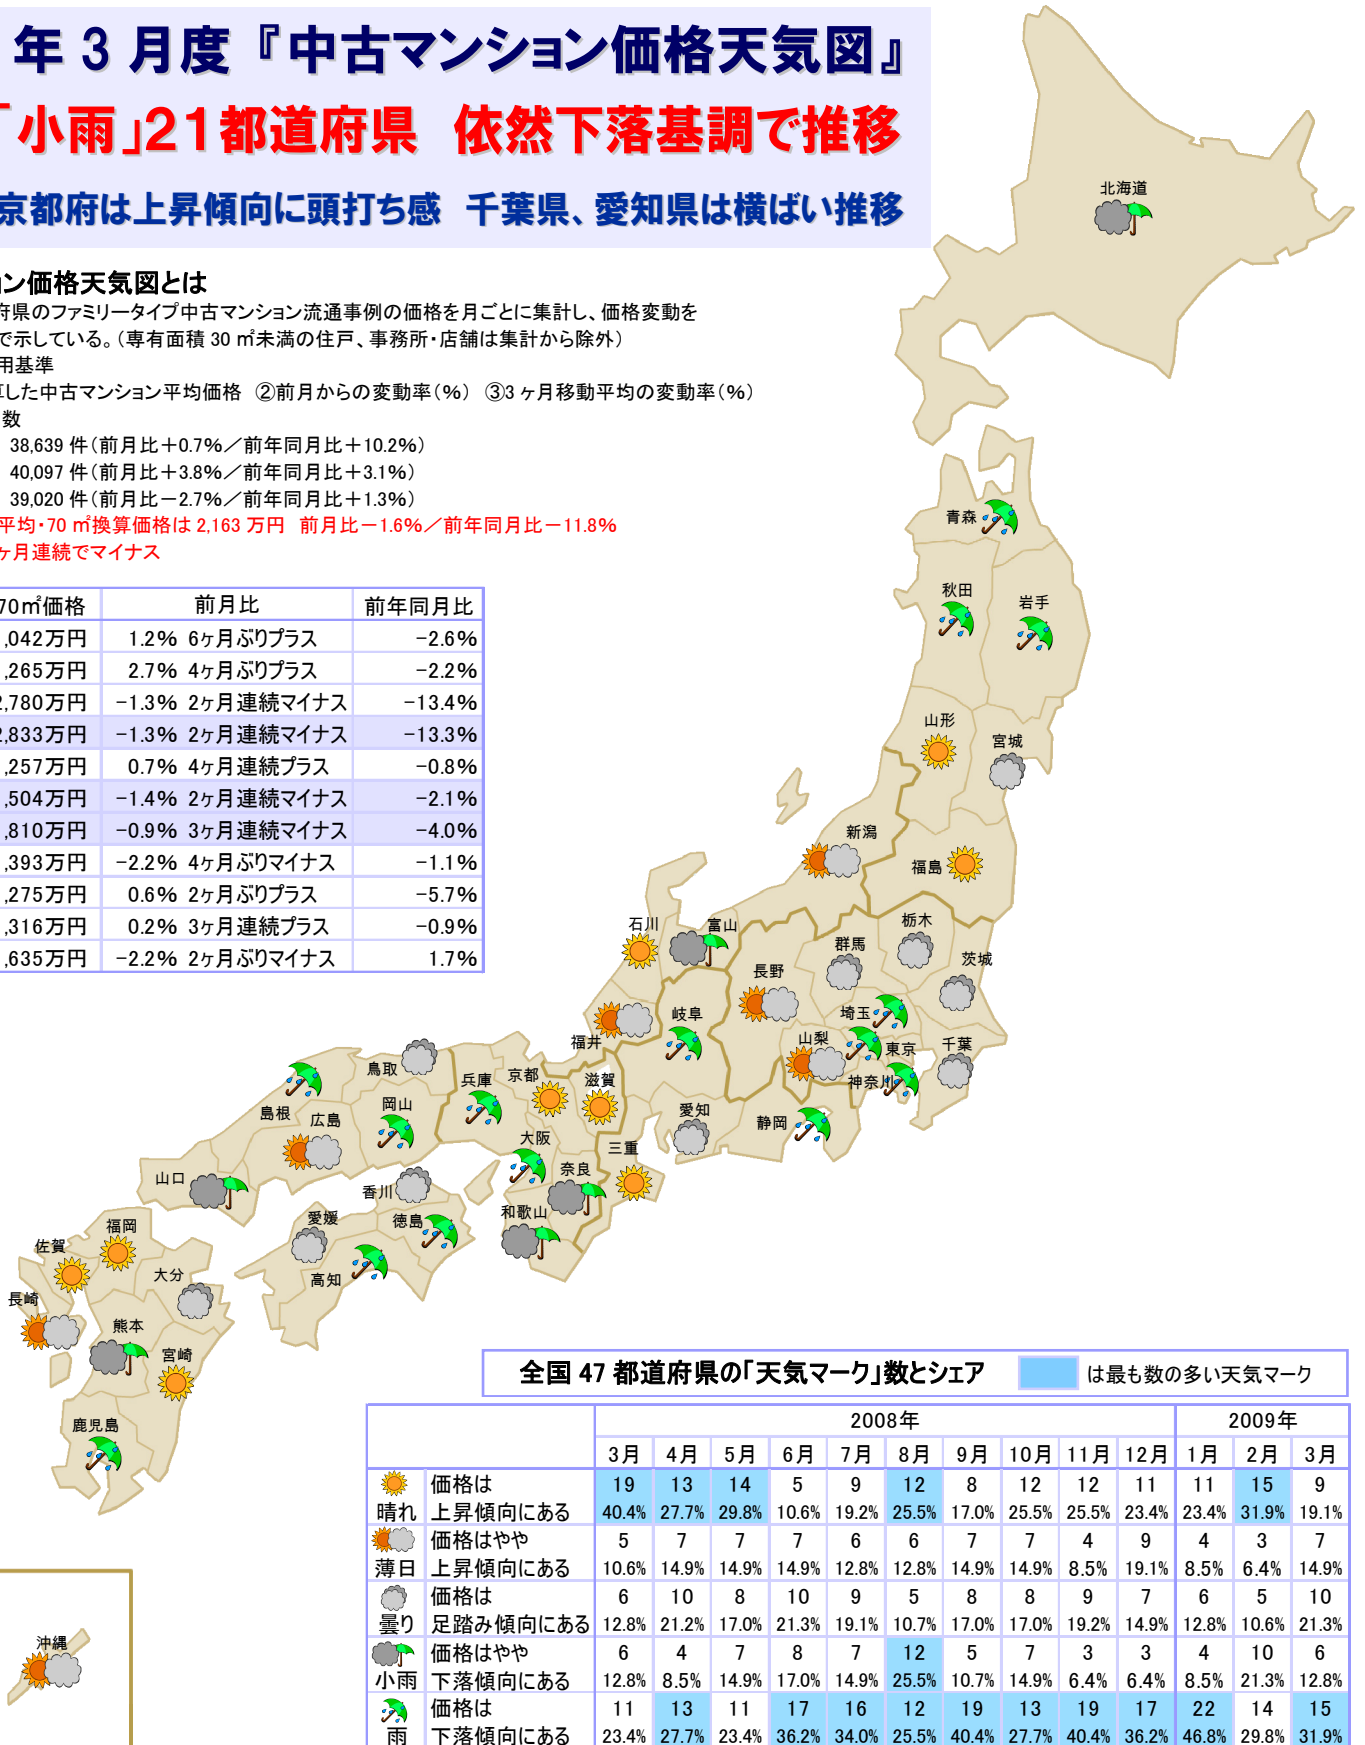 年 3 月度『中古マンション価格天気図』
「小雨」21都道府県 依然下落基調で推移
京都府は上昇傾向に頭打ち感 千葉県、愛知県は横ばい推移
ョン価格天気図とは
府県のファミリータイプ中古マンション流通事例の価格を月ごとに集計し、価格変動を
で示している。（専有面積 30 ㎡未満の住戸、事務所・店舗は集計から除外）
用基準
算した中古マンション平均価格 ②前月からの変動率（%） ③3 ヶ月移動平均の変動率（%）
数
38,639 件（前月比＋0.7%／前年同月比＋10.2%）
40,097 件（前月比＋3.8%／前年同月比＋3.1%）
39,020 件（前月比－2.7%／前年同月比＋1.3%）
平均・70 ㎡換算価格は 2,163 万円 前月比－1.6%／前年同月比－11.8%
ヶ月連続でマイナス
70㎡価格 前月比 前年同月比
,042万円 1.2% 6ヶ月ぶりプラス −2.6%
,265万円 2.7% 4ヶ月ぶりプラス −2.2%
2,780万円 −1.3% 2ヶ月連続マイナス −13.4%
2,833万円 −1.3% 2ヶ月連続マイナス −13.3%
,257万円 0.7% 4ヶ月連続プラス −0.8%
,504万円 −1.4% 2ヶ月連続マイナス −2.1%
,810万円 −0.9% 3ヶ月連続マイナス −4.0%
,393万円 −2.2% 4ヶ月ぶりマイナス −1.1%
,275万円 0.6% 2ヶ月ぶりプラス −5.7%
,316万円 0.2% 3ヶ月連続プラス −0.9%
,635万円 −2.2% 2ヶ月ぶりマイナス 1.7%
北海道
青森
秋田
岩手
山形
宮城
新潟
福島
石川
富山
栃木
群馬
茨城
長野
岐阜
埼玉
福井
山梨
東京
千葉
鳥取
兵庫
京都
滋賀
神奈川
島根
広島
岡山
愛知
静岡
大阪
三重
奈良
山口
香川
和歌山
愛媛
徳島
福岡
佐賀
大分
高知
長崎
熊本
宮崎
鹿児島
沖縄
全国 47 都道府県の「天気マーク」数とシェア は最も数の多い天気マーク
2008年 2009年
3月 4月 5月 6月 7月 8月 9月 10月 11月 12月 1月 2月 3月
価格は 19 13 14 5 9 12 8 12 12 11 11 15 9
晴れ 上昇傾向にある 40.4% 27.7% 29.8% 10.6% 19.2% 25.5% 17.0% 25.5% 25.5% 23.4% 23.4% 31.9% 19.1%
価格はやや 5 7 7 7 6 6 7 7 4 9 4 3 7
薄日 上昇傾向にある 10.6% 14.9% 14.9% 14.9% 12.8% 12.8% 14.9% 14.9% 8.5% 19.1% 8.5% 6.4% 14.9%
価格は 6 10 8 10 9 5 8 8 9 7 6 5 10
曇り 足踏み傾向にある 12.8% 21.2% 17.0% 21.3% 19.1% 10.7% 17.0% 17.0% 19.2% 14.9% 12.8% 10.6% 21.3%
価格はやや 6 4 7 8 7 12 5 7 3 3 4 10 6
小雨 下落傾向にある 12.8% 8.5% 14.9% 17.0% 14.9% 25.5% 10.7% 14.9% 6.4% 6.4% 8.5% 21.3% 12.8%
価格は 11 13 11 17 16 12 19 13 19 17 22 14 15
雨 下落傾向にある 23.4% 27.7% 23.4% 36.2% 34.0% 25.5% 40.4% 27.7% 40.4% 36.2% 46.8% 29.8% 31.9%